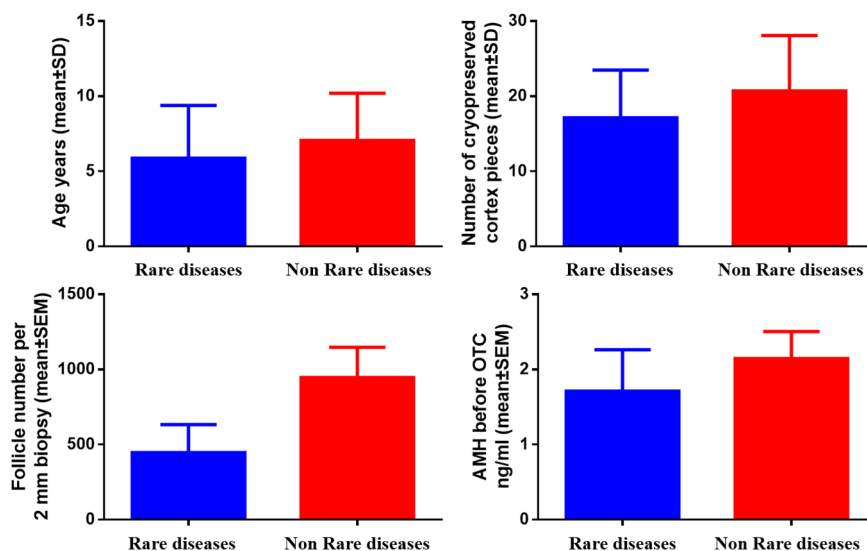 Age years (mean±SD)
15
10
5
0
Rare diseases
Non Rare diseases
Number of cryopreserved
cortex pieces (mean±SD)
30
20
10
0
Rare diseases
Non Rare diseases
Follicle number per
2 mm biopsy (mean±SEM)
1500
1000
500
0
Rare diseases
Non Rare diseases
AMH before OTC
ng/ml (mean±SEM)
3
2
1
0
Rare diseases
Non Rare diseases